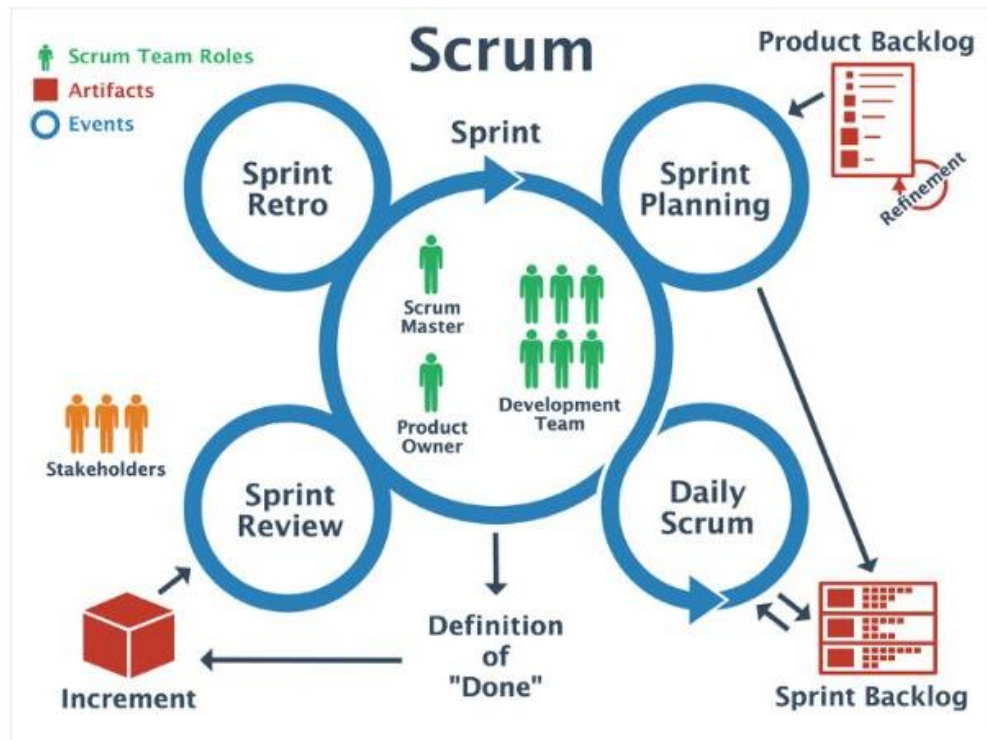 Scrum
Scrum Team Roles
Artifacts
Events
Product Backlog
Refinement
Sprint
Sprint
Retro
Sprint
Planning
Scrum
Master
Product
Owner
Development
Team
Stakeholders
Sprint
Review
Daily
Scrum
Definition
of
"Done"
Increment
Sprint Backlog